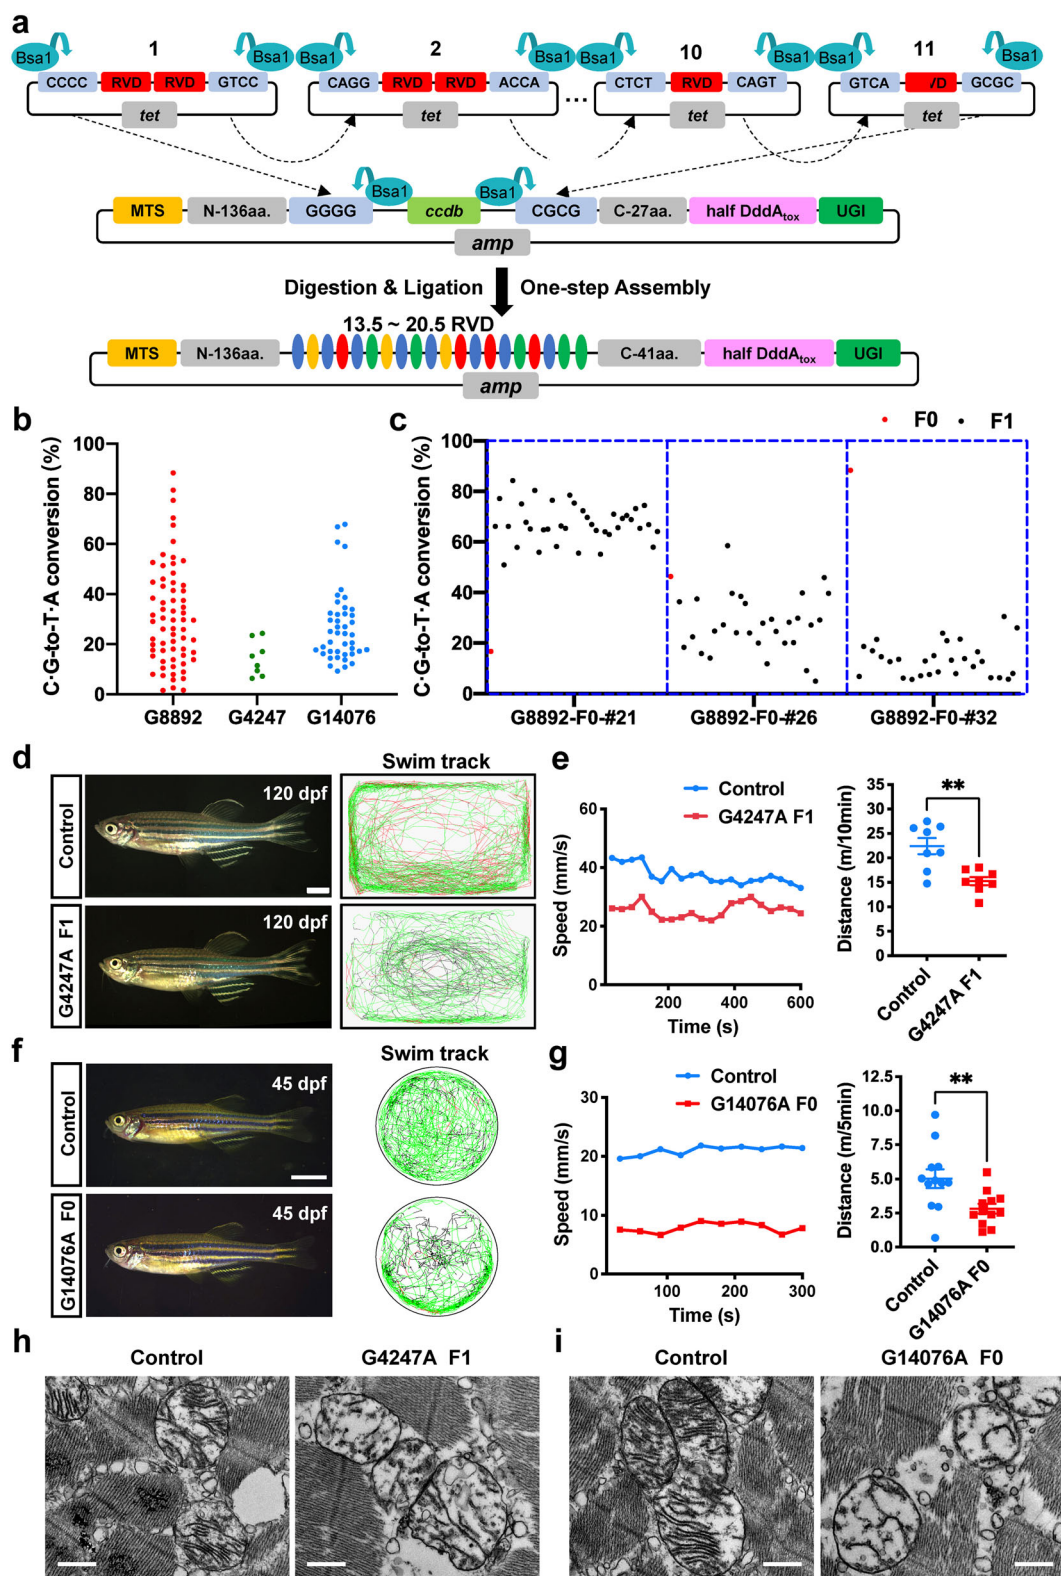 a
1 2 10 11
Bsa1 Bsa1 Bsa1 Bsa1 Bsa1 Bsa1 Bsa1
CCCC RVD RVD GTCC CAGG RVD RVD ACCA ... CTCT RVD CAGT GTCA GCGC
tet tet tet tet
Bsa1 Bsa1
MTS N-136aa. GGGG ccdb CGCG C-27aa. half DddAtox UGI
amp
Digestion & Ligation One-step Assembly
13.5 ~ 20.5 RVD
MTS N-136aa. C-41aa. half DddAtox UGI
amp
b
C·G-to-T·A conversion (%)
100
80
60
40
20
0
G8892 G4247 G14076
c
F0 F1
C·G-to-T·A conversion (%)
100
80
60
40
20
0
G8892-F0-#21 G8892-F0-#26 G8892-F0-#32
d
Swim track
Control
120 dpf
G4247A F1
120 dpf
e
Control
G4247A F1
Speed (mm/s)
60
40
20
0
200 400 600
Time (s)
Distance (m/10min)
35
30
25
20
15
10
5
0
**
Control
G4247A F1
f
Swim track
Control
45 dpf
G14076A F0
45 dpf
g
Control
G14076A F0
Speed (mm/s)
30
20
10
0
100 200 300
Time (s)
Distance (m/5min)
12.5
10.0
7.5
5.0
2.5
0.0
**
Control
G14076A F0
h
Control G4247A F1
i
Control G14076A F0